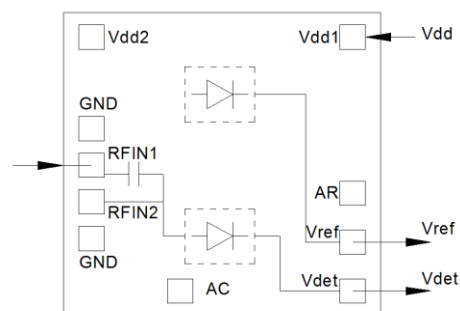 Vdd2
Vdd1
Vdd
GND
RFIN1
AR
RFIN2
Vref
Vref
GND
Vdet
Vdet
AC